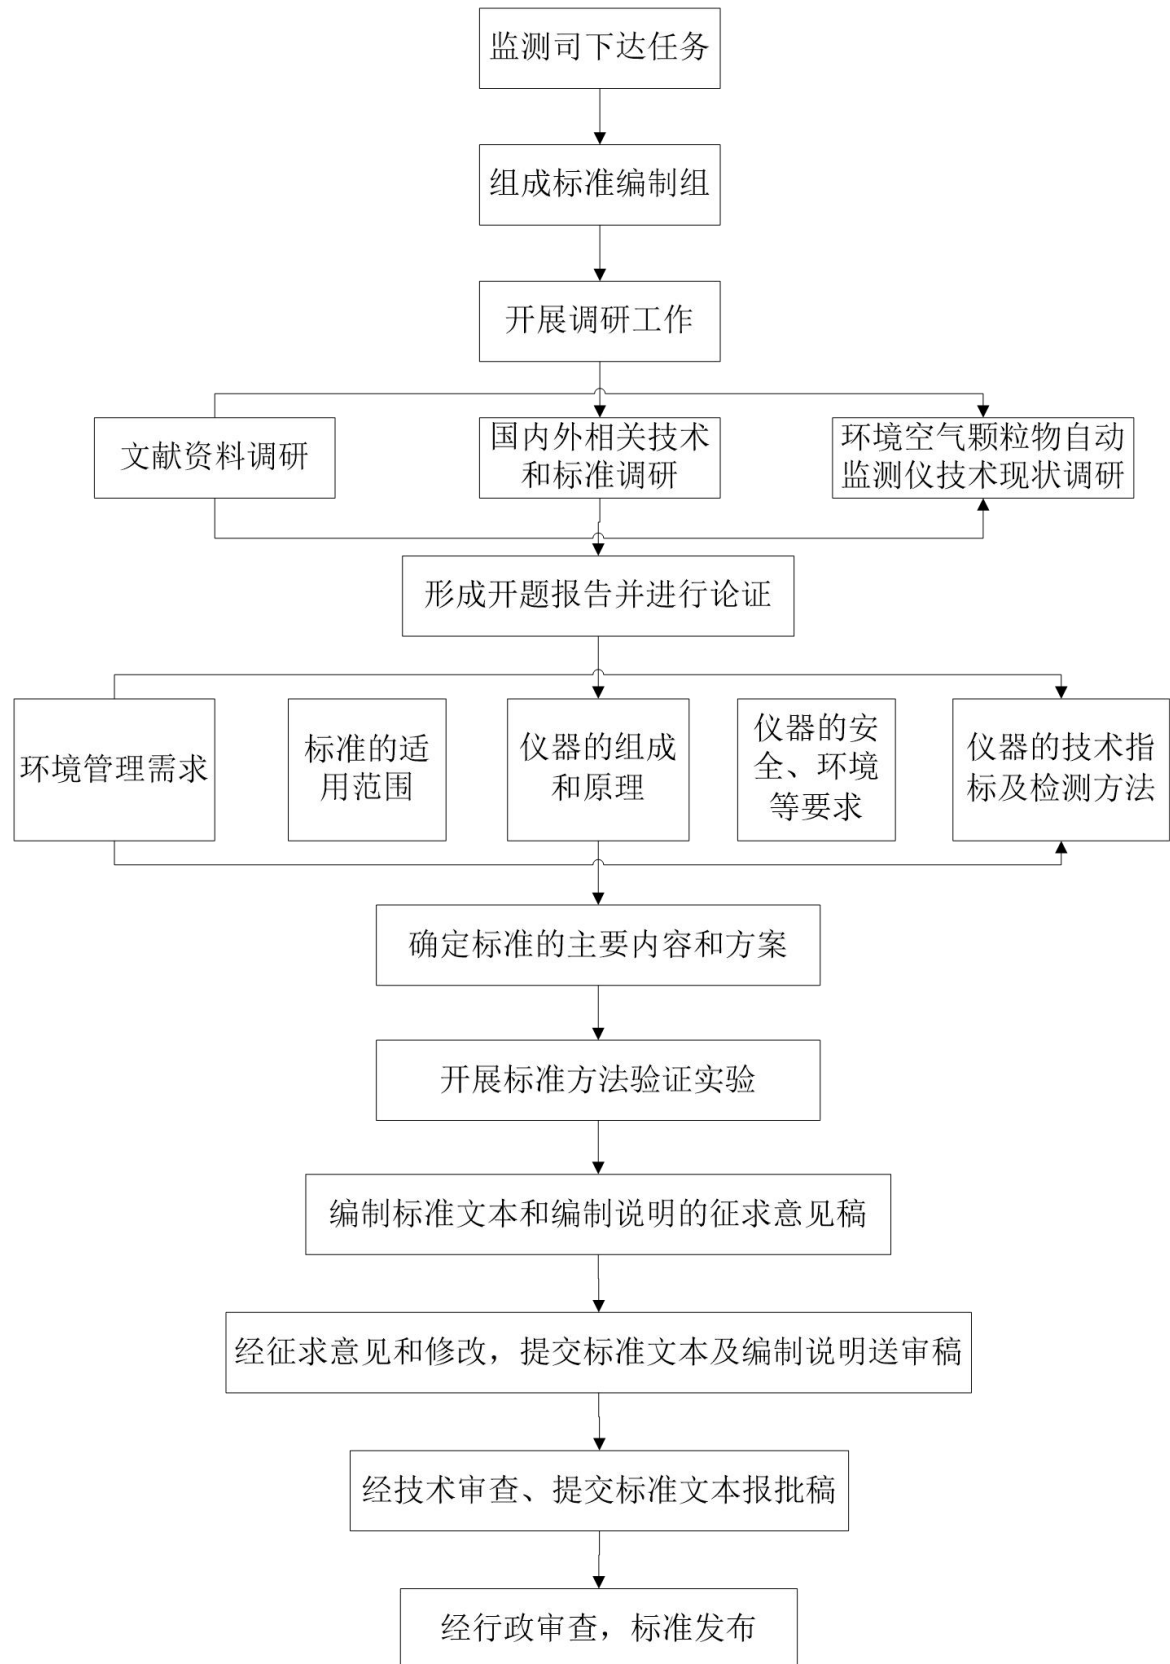 监测司下达任务
组成标准编制组
开展调研工作
文献资料调研
国内外相关技术
和标准调研
环境空气颗粒物自动
监测仪技术现状调研
形成开题报告并进行论证
环境管理需求
标准的适
用范围
仪器的组成
和原理
仪器的安
全、环境
等要求
仪器的技术指
标及检测方法
确定标准的主要内容和方案
开展标准方法验证实验
编制标准文本和编制说明的征求意见稿
经征求意见和修改，提交标准文本及编制说明送审稿
经技术审查、提交标准文本报批稿
经行政审查，标准发布